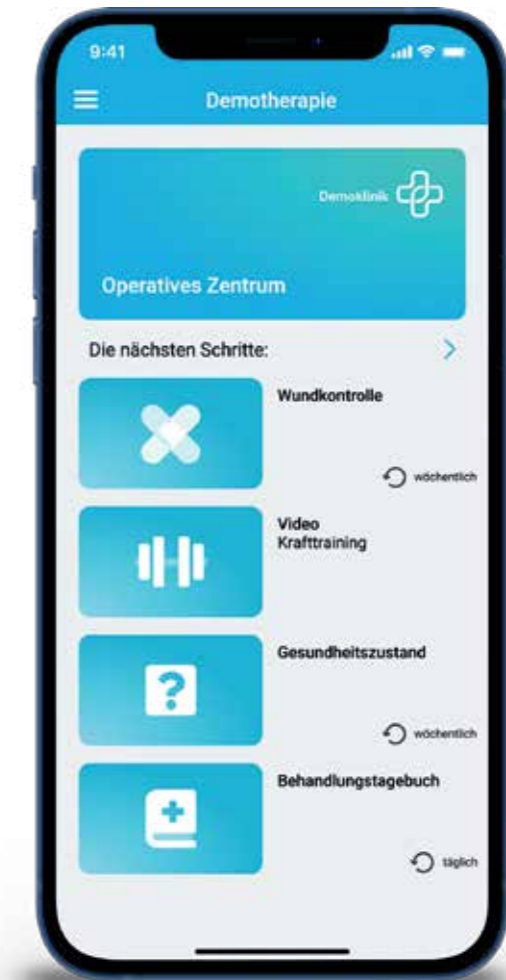 9:41
Demotherapie
Demoklinik
Operatives Zentrum
Die nächsten Schritte:
Wundkontrolle
wöchentlich
Video
Krafttraining
Gesundheitszustand
wöchentlich
Behandlungstagebuch
täglich